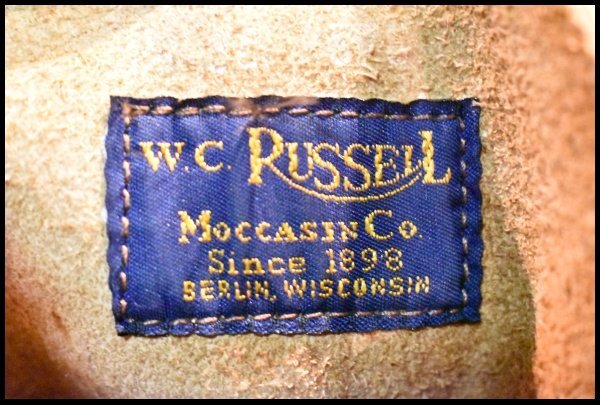 W.C. RUSSELL
MOCCASIN CO.
Since 1898
BERLIN, WISCONSIN